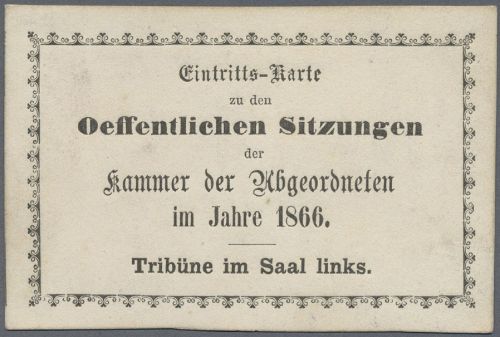 Eintritts-Karte
zu den
Oeffentlichen Sitzungen
der
Kammer der Abgeordneten
im Jahre 1866.
Tribüne im Saal links.